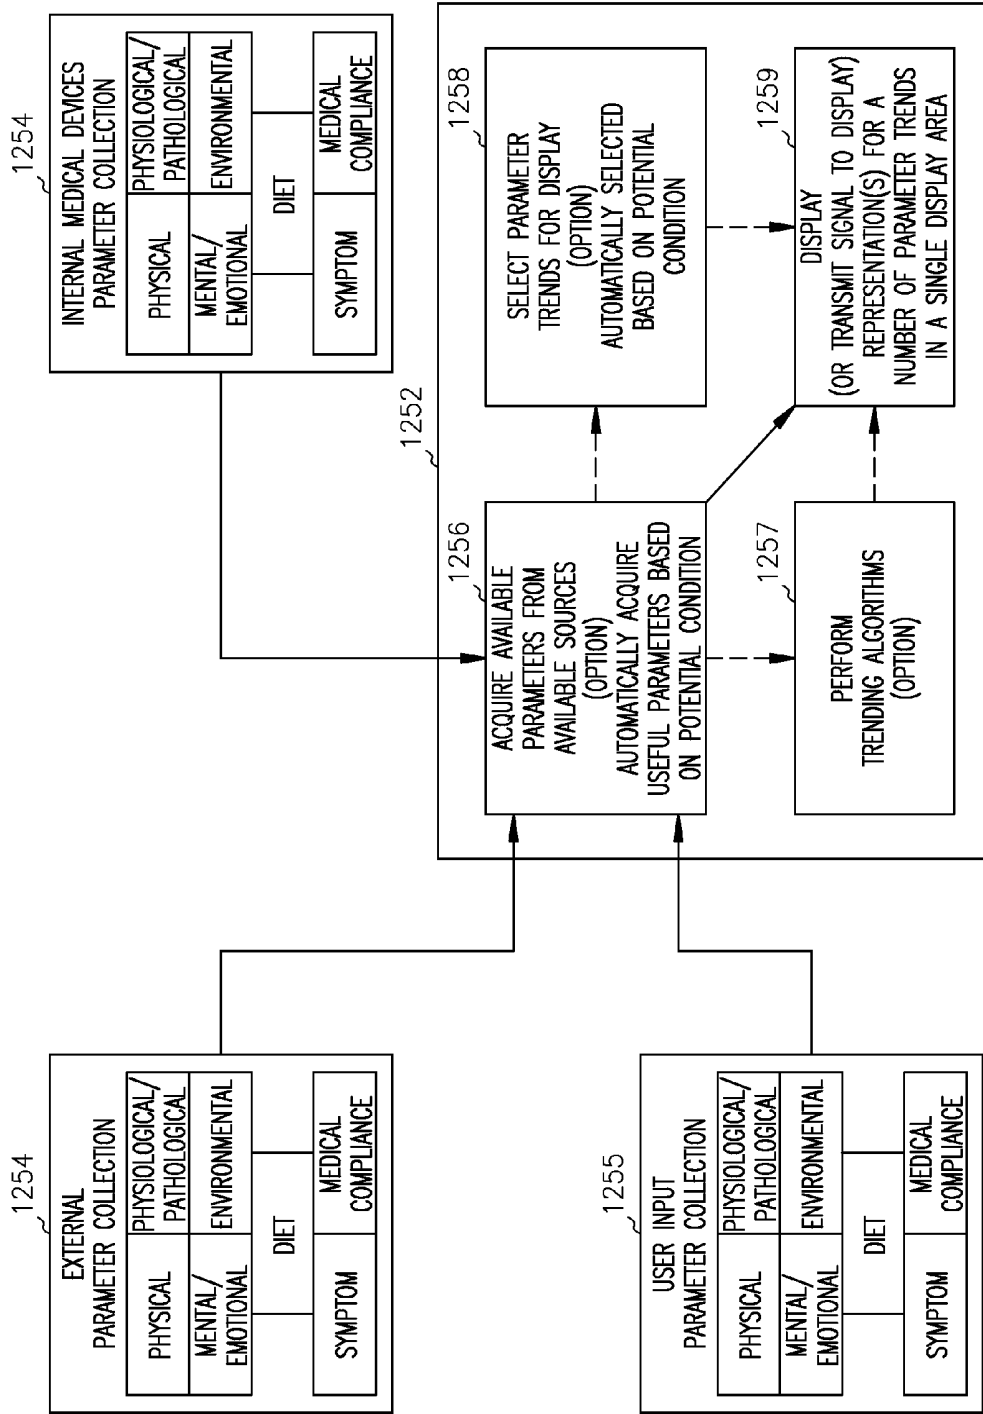 1254
EXTERNAL
PARAMETER COLLECTION
PHYSICAL
PHYSIOLOGICAL/
PATHOLOGICAL
MENTAL/
EMOTIONAL
ENVIRONMENTAL
DIET
SYMPTOM
MEDICAL
COMPLIANCE
1254
INTERNAL MEDICAL DEVICES
PARAMETER COLLECTION
PHYSICAL
PHYSIOLOGICAL/
PATHOLOGICAL
MENTAL/
EMOTIONAL
ENVIRONMENTAL
DIET
SYMPTOM
MEDICAL
COMPLIANCE
1255
USER INPUT
PARAMETER COLLECTION
PHYSICAL
PHYSIOLOGICAL/
PATHOLOGICAL
MENTAL/
EMOTIONAL
ENVIRONMENTAL
DIET
SYMPTOM
MEDICAL
COMPLIANCE
1252
1256
ACQUIRE AVAILABLE
PARAMETERS FROM
AVAILABLE SOURCES
(OPTION)
AUTOMATICALLY ACQUIRE
USEFUL PARAMETERS BASED
ON POTENTIAL CONDITION
1258
SELECT PARAMETER
TRENDS FOR DISPLAY
(OPTION)
AUTOMATICALLY SELECTED
BASED ON POTENTIAL
CONDITION
1257
PERFORM
TRENDING ALGORITHMS
(OPTION)
1259
DISPLAY
(OR TRANSMIT SIGNAL TO DISPLAY)
REPRESENTATION(S) FOR A
NUMBER OF PARAMETER TRENDS
IN A SINGLE DISPLAY AREA